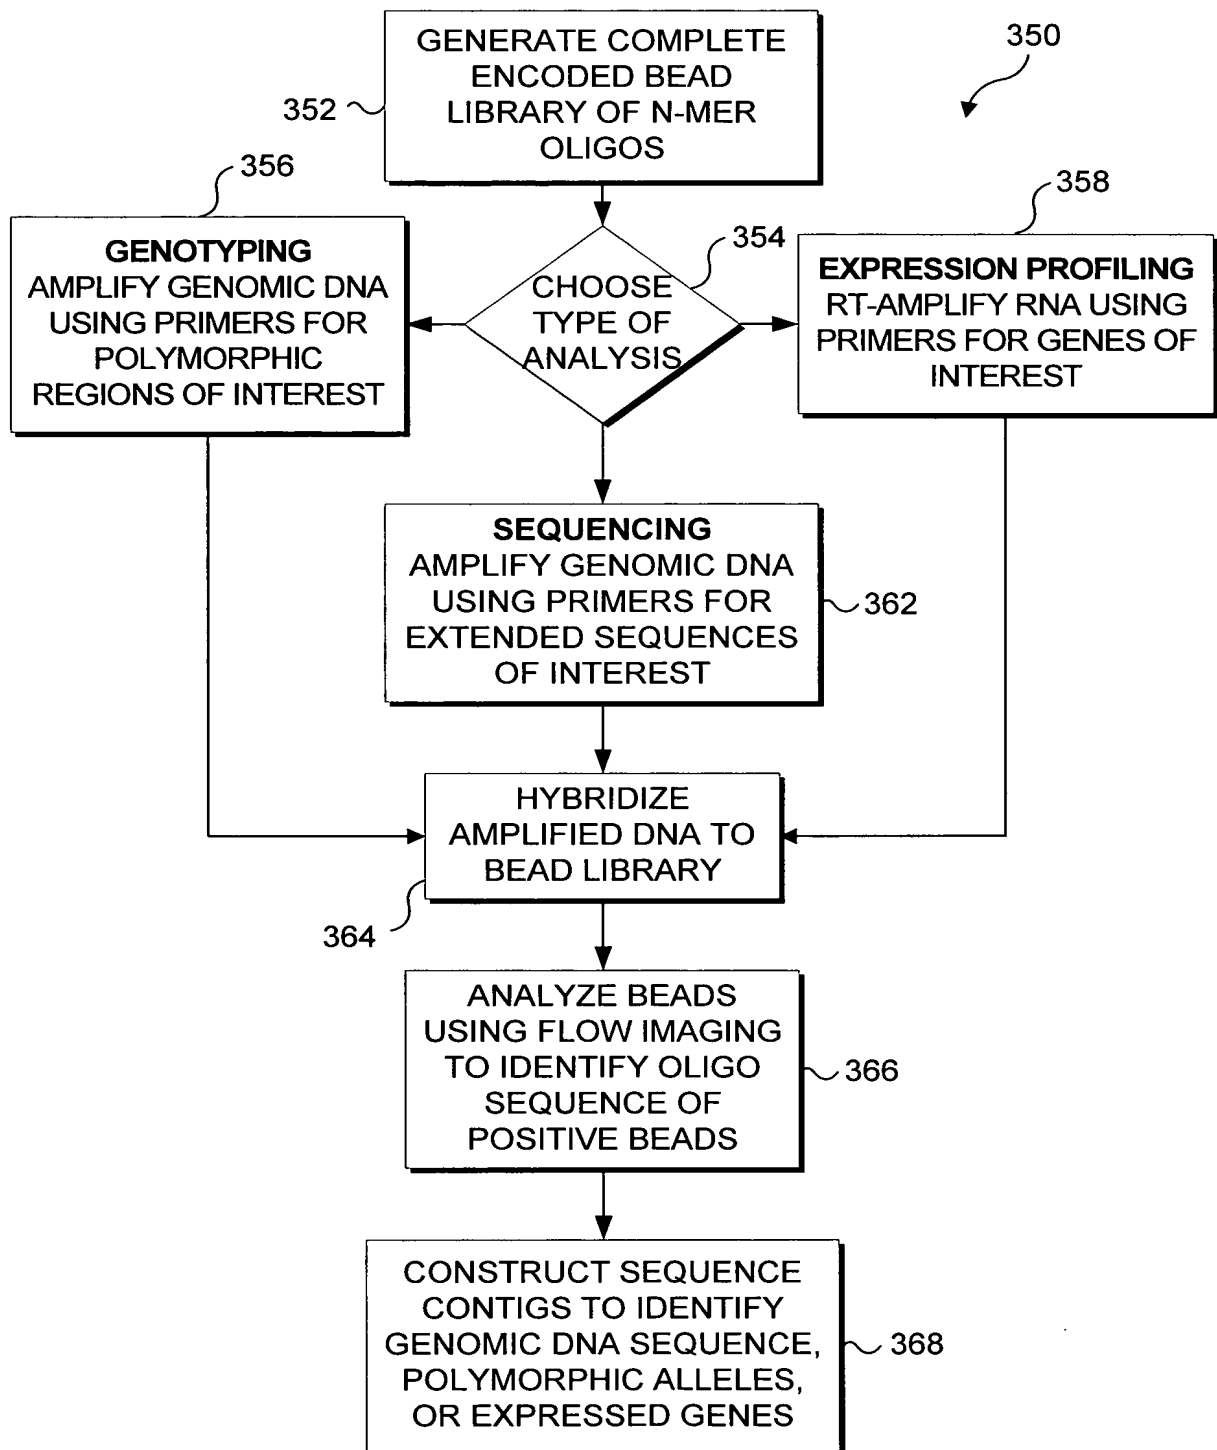 GENERATE COMPLETE
ENCODED BEAD
LIBRARY OF N-MER
OLIGOS
350
352
356
358
354
GENOTYPING
AMPLIFY GENOMIC DNA
USING PRIMERS FOR
POLYMORPHIC
REGIONS OF INTEREST
CHOOSE
TYPE OF
ANALYSIS
EXPRESSION PROFILING
RT-AMPLIFY RNA USING
PRIMERS FOR GENES OF
INTEREST
SEQUENCING
AMPLIFY GENOMIC DNA
USING PRIMERS FOR
EXTENDED SEQUENCES
OF INTEREST
362
HYBRIDIZE
AMPLIFIED DNA TO
BEAD LIBRARY
364
ANALYZE BEADS
USING FLOW IMAGING
TO IDENTIFY OLIGO
SEQUENCE OF
POSITIVE BEADS
366
CONSTRUCT SEQUENCE
CONTIGS TO IDENTIFY
GENOMIC DNA SEQUENCE,
POLYMORPHIC ALLELES,
OR EXPRESSED GENES
368